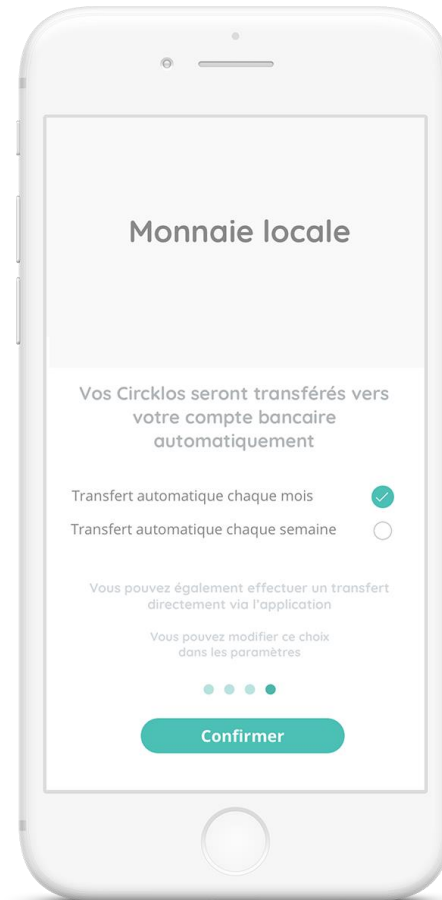 Monnaie locale
Vos Circklos seront transférés vers
votre compte bancaire
automatiquement
Transfert automatique chaque mois
Transfert automatique chaque semaine
Vous pouvez également effectuer un transfert
directement via l'application
Vous pouvez modifier ce choix
dans les paramètres
Confirmer